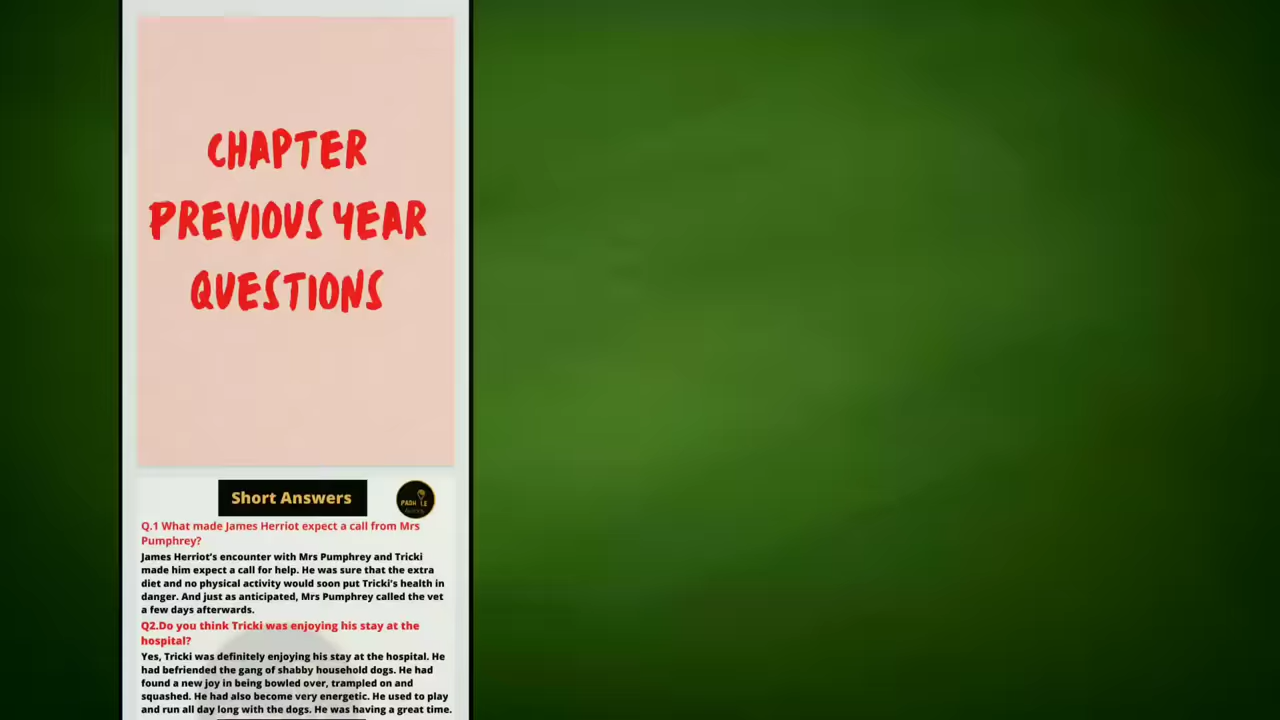 CHAPTER
PREVIOUS YEAR
QUESTIONS
Short Answers
PADH LE
Q.1 What made James Herriot expect a call from Mrs
Pumphrey?
James Herriot's encounter with Mrs Pumphrey and Tricki
made him expect a call for help. He was sure that the extra
diet and no physical activity would soon put Tricki's health in
danger. And just as anticipated, Mrs Pumphrey called the vet
a few days afterwards.
Q2.Do you think Tricki was enjoying his stay at the
hospital?
Yes, Tricki was definitely enjoying his stay at the hospital. He
had befriended the gang of shabby household dogs. He had
found a new joy in being bowled over, trampled on and
squashed. He had also become very energetic. He used to play
and run all day long with the dogs. He was having a great time.